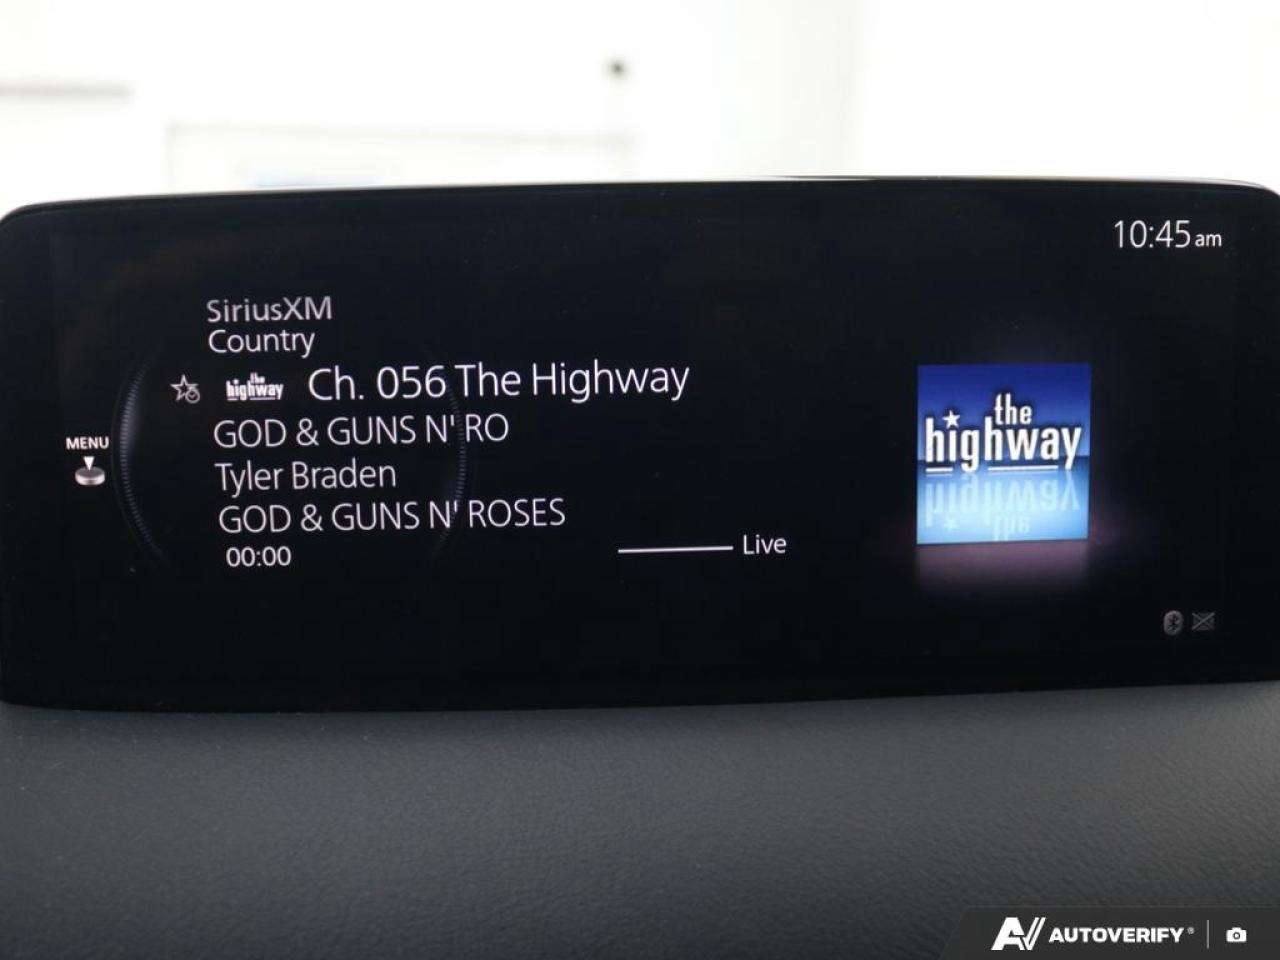 10:45am
SiriusXM
Country
the highway Ch. 056 The Highway
GOD & GUNS N' RO
MENU
Tyler Braden
GOD & GUNS N' ROSES
00:00
Live
the
highway
AUTOVERIFY®